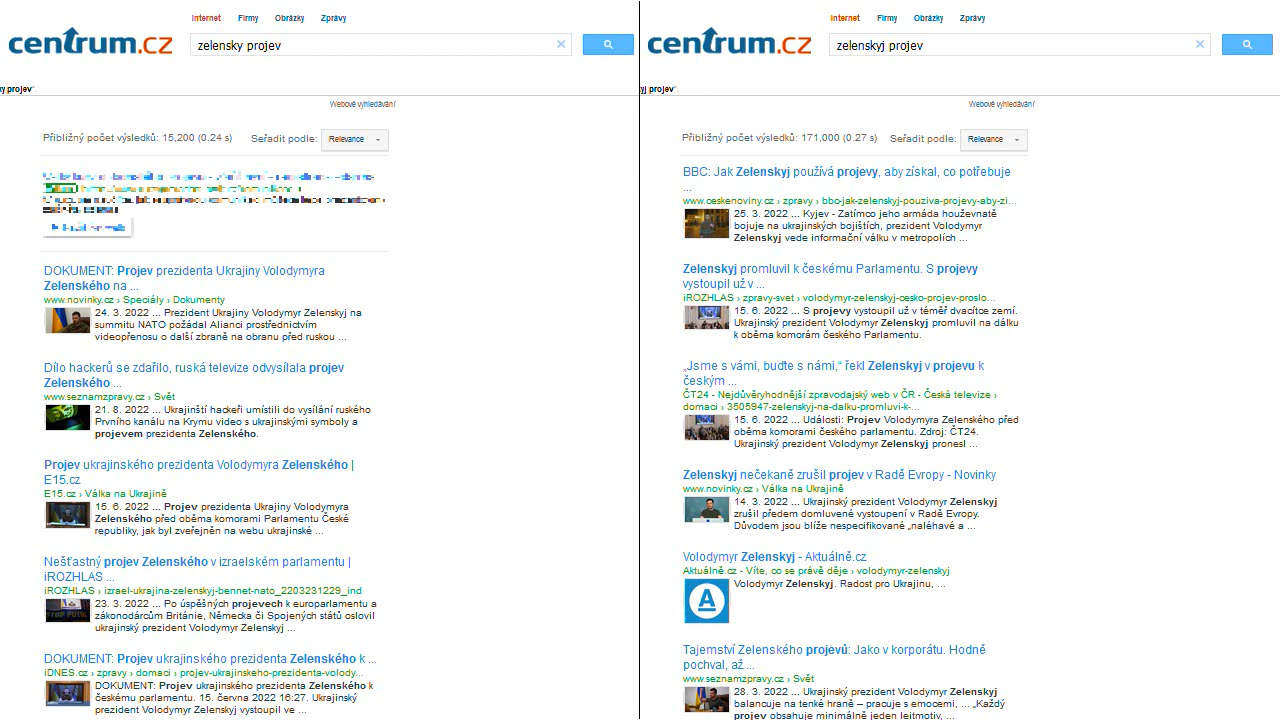 Internet Firmy Obrázky Zprávy
centrum.cz
zelensky projev
projev".
Webové vyhledávání
Přibližný počet výsledků: 15,200 (0.24 s) Seřadit podle: Relevance
DOKUMENT: Projev prezidenta Ukrajiny Volodymyra
Zelenského na ...
www.novinky.cz › Speciály › Dokumenty
24. 3. 2022 ... Prezident Ukrajiny Volodymyr Zelenskyj na
summitu NATO požádal Alianci prostřednictvím
videopřenosu o další zbraně na obranu před ruskou ...
Dílo hackerů se zdařilo, ruská televize odvysílala projev
Zelenského ...
www.seznamzpravy.cz › Svět
21. 8. 2022 ... Ukrajinští hackeři umístili do vysílání ruského
Prvního kanálu na Krymu video s ukrajinskými symboly a
projevem prezidenta Zelenského.
Projev ukrajinského prezidenta Volodymyra Zelenského |
E15.cz
E15.cz › Válka na Ukrajině
15. 6. 2022 ... Projev prezidenta Ukrajiny Volodymyra
Zelenského před oběma komorami Parlamentu České
republiky, jak byl zveřejněn na webu ukrajinské ...
Nešťastný projev Zelenského v izraelském parlamentu |
iROZHLAS ...
iROZHLAS › izrael-ukrajina-zelenskyj-bennet-nato_2203231229_ind
23. 3. 2022 ... Po úspěšných projevech k europarlamentu a
zákonodárcům Británie, Německa či Spojených států oslovil
ukrajinský prezident Volodymyr Zelenskyj ...
DOKUMENT: Projev ukrajinského prezidenta Zelenského k ...
iDNES.cz › zpravy › domaci › projev-ukrajinskeho-prezidenta-volody...
DOKUMENT: Projev ukrajinského prezidenta Zelenského k
českému parlamentu. 15. června 2022 16:27. Ukrajinský
prezident Volodymyr Zelenskyj vystoupil ve ...
Internet Firmy Obrázky Zprávy
centrum.cz
zelenskyj projev
projev".
Webové vyhledávání
Přibližný počet výsledků: 171,000 (0.27 s) Seřadit podle: Relevance
BBC: Jak Zelenskyj používá projevy, aby získal, co potřebuje
...
www.ceskenoviny.cz › zpravy › bbc-jak-zelenskyj-pouziva-projevy-aby-zi...
25. 3. 2022 ... Kyjev - Zatímco jeho armáda houževnatě
bojuje na ukrajinských bojištích, prezident Volodymyr
Zelenskyj vede informační válku v metropolích ...
Zelenskyj promluvil k českému Parlamentu. S projevy
vystoupil už v ...
iROZHLAS › zpravy-svet › volodymyr-zelenskyj-cesko-projev-proslo...
15. 6. 2022 ... S projevy vystoupil už v téměř dvacítce zemí.
Ukrajinský prezident Volodymyr Zelenskyj promluvil na dálku
k oběma komorám českého Parlamentu.
„Jsme s vámi, buďte s námi,“ řekl Zelenskyj v projevu k
českým ...
ČT24 - Nejdůvěryhodnější zpravodajský web v ČR - Česká televize ›
domaci › 3505947-zelenskyj-na-dalku-promluvi-k-...
15. 6. 2022 ... Události: Projev Volodymyra Zelenského před
oběma komorami českého parlamentu. Zdroj: ČT24.
Ukrajinský prezident Volodymyr Zelenskyj pronesl ...
Zelenskyj nečekaně zrušil projev v Radě Evropy - Novinky
www.novinky.cz › Válka na Ukrajině
14. 3. 2022 ... Ukrajinský prezident Volodymyr Zelenskyj
zrušil předem domluvené vystoupení v Radě Evropy.
Důvodem jsou blíže nespecifikované „naléhavé a ...
Volodymyr Zelenskyj - Aktuálně.cz
Aktuálně.cz - Víte, co se právě děje › volodymyr-zelenskyj
Volodymyr Zelenskyj. Radost pro Ukrajinu, ...
Tajemství Zelenského projevů: Jako v korporátu. Hodně
pochval, až ...
www.seznamzpravy.cz › Svět
28. 3. 2022 ... Ukrajinský prezident Volodymyr Zelenskyj
balancuje na tenké hraně – pracuje s emocemi, ... „Každý
projev obsahuje minimálně jeden leitmotiv, ...